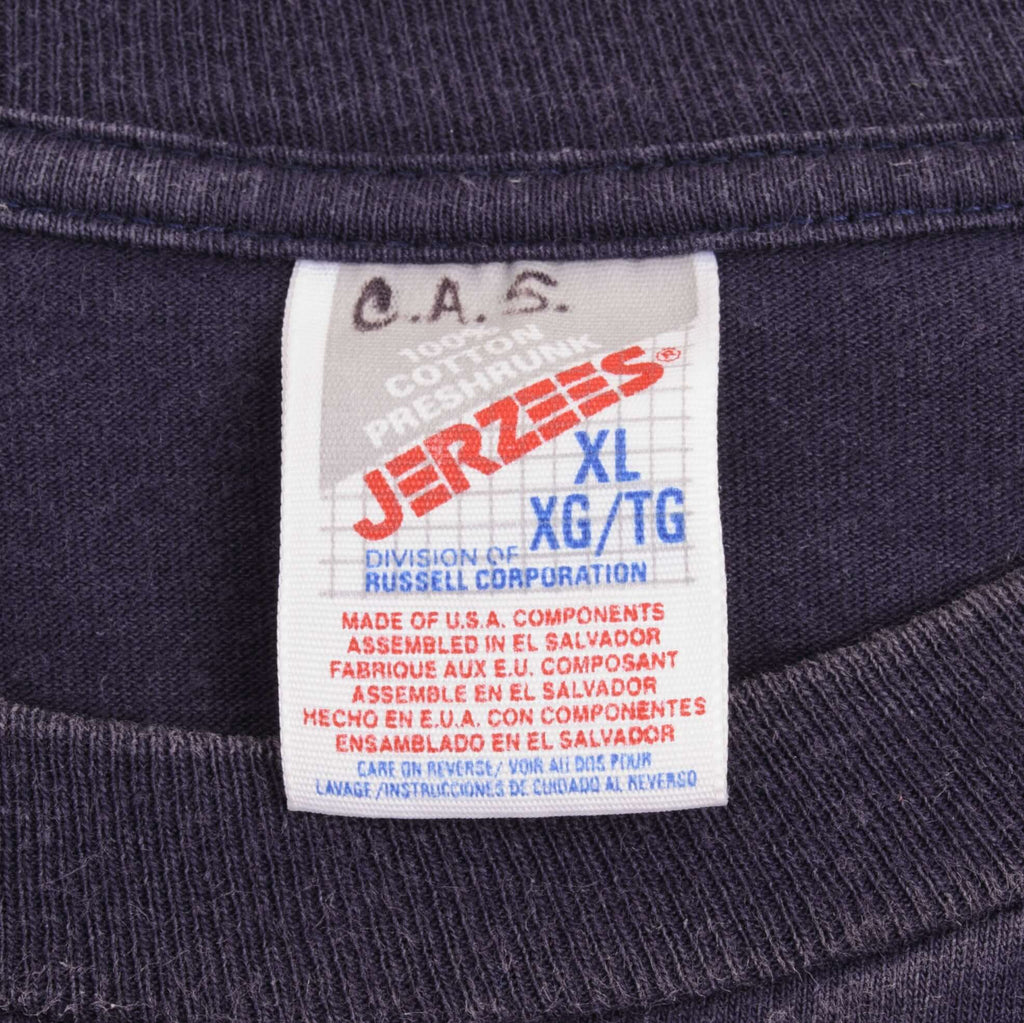 C.A.S.
100%
COTTON
PRESHRUNK
JERZEES®
XL
XG/TG
DIVISION OF
RUSSELL CORPORATION
MADE OF U.S.A. COMPONENTS
ASSEMBLED IN EL SALVADOR
FABRIQUE AUX E.U. COMPOSANT
ASSEMBLE EN EL SALVADOR
HECHO EN E.U.A. CON COMPONENTES
ENSAMBLADO EN EL SALVADOR
CARE ON REVERSE/ VOIR AU DOS POUR
LAVAGE/INSTRUCCIONES DE CUIDADO AL REVERSO